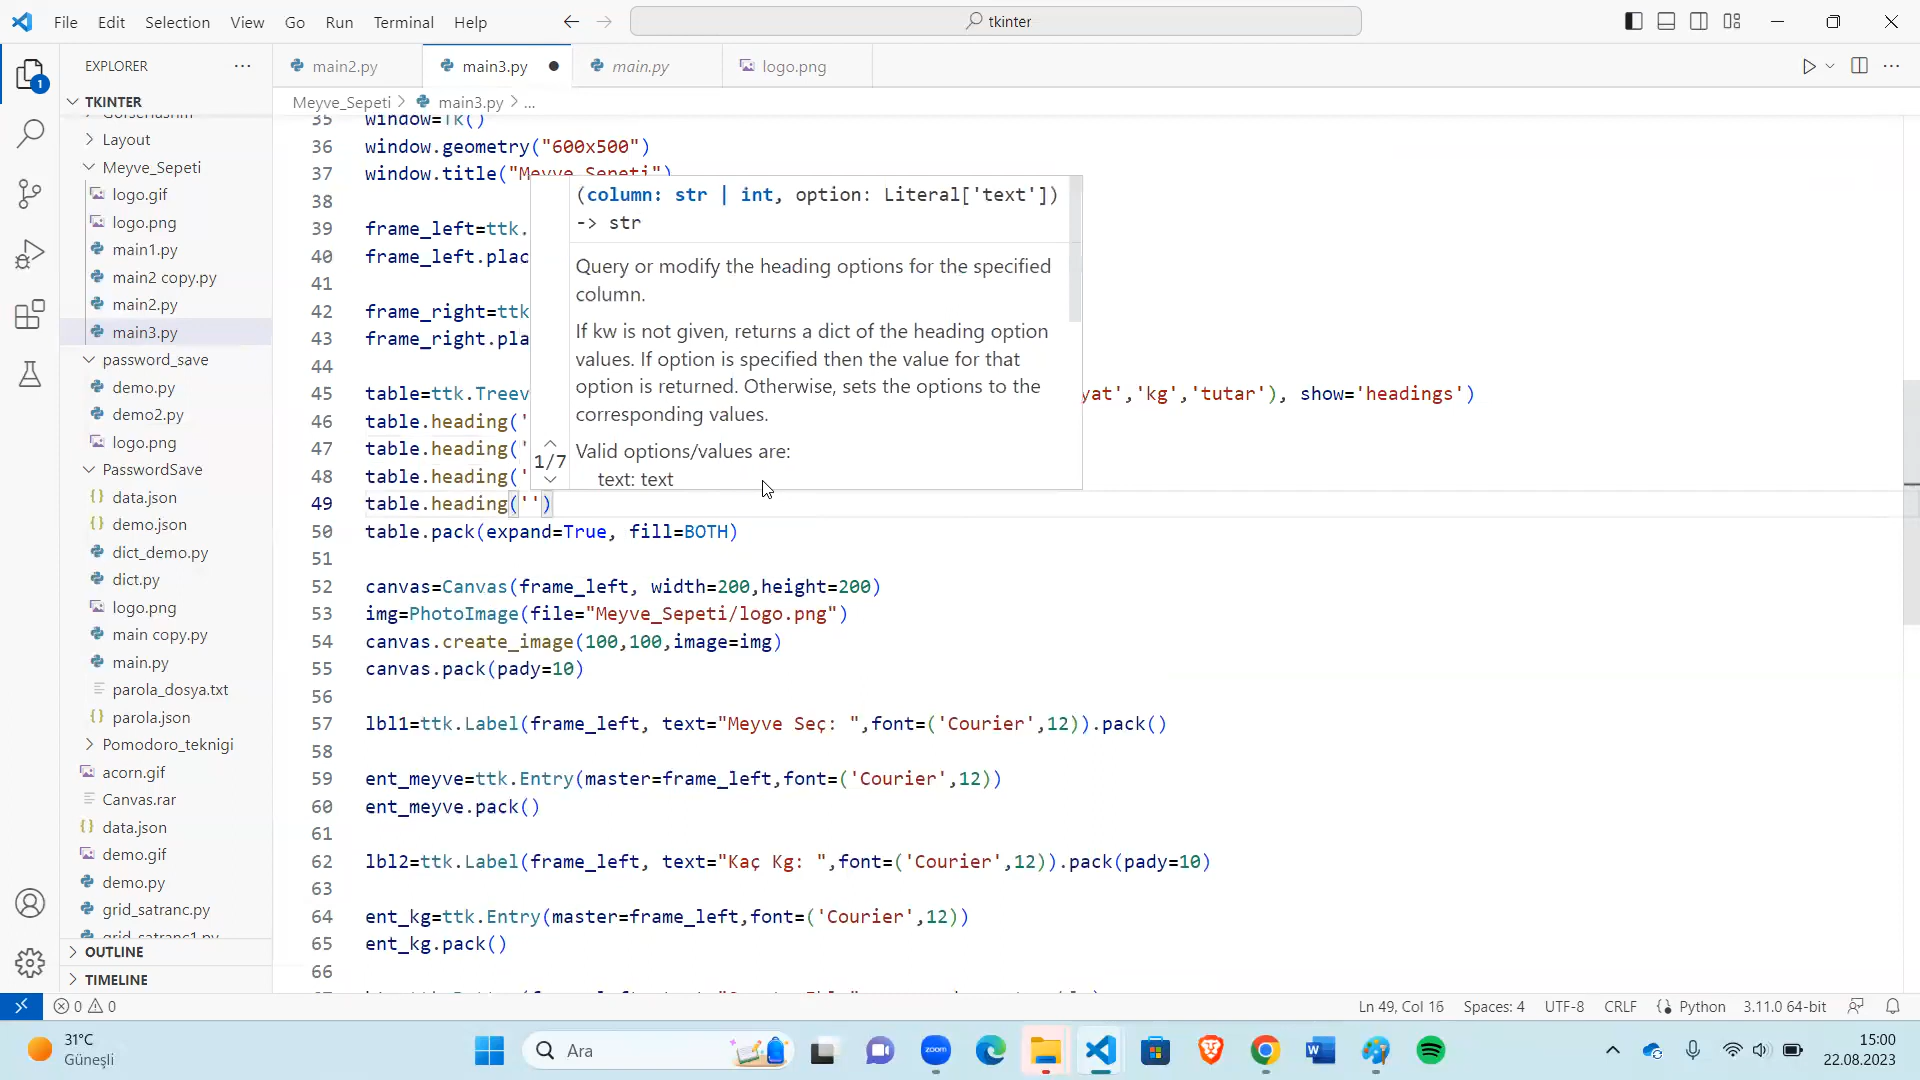 File Edit Selection View Go Run Terminal Help
tkinter
EXPLORER
main2.py
main3.py
main.py
logo.png
TKINTER
Meyve_Sepeti
main3.py
...
Layout
Meyve_Sepeti
logo.gif
logo.png
main1.py
main2 copy.py
main2.py
main3.py
password_save
demo.py
demo2.py
logo.png
PasswordSave
data.json
demo.json
dict_demo.py
dict.py
logo.png
main copy.py
main.py
parola_dosya.txt
parola.json
Pomodoro_teknigi
acorn.gif
Canvas.rar
data.json
demo.gif
demo.py
grid_satranc.py
grid_satranc1.py
OUTLINE
TIMELINE
35 window=Tk()
36 window.geometry("600x500")
37 window.title("Meyve Sepeti")
38
39 frame_left=ttk.
40 frame_left.plac
41
42 frame_right=ttk
43 frame_right.pla
44
45 table=ttk.Treev yat','kg','tutar'), show='headings')
46 table.heading('
47 table.heading('
48 table.heading('
49 table.heading('')
50 table.pack(expand=True, fill=BOTH)
51
52 canvas=Canvas(frame_left, width=200,height=200)
53 img=PhotoImage(file="Meyve_Sepeti/logo.png")
54 canvas.create_image(100,100,image=img)
55 canvas.pack(pady=10)
56
57 lbl1=ttk.Label(frame_left, text="Meyve Seç: ",font=('Courier',12)).pack()
58
59 ent_meyve=ttk.Entry(master=frame_left,font=('Courier',12))
60 ent_meyve.pack()
61
62 lbl2=ttk.Label(frame_left, text="Kaç Kg: ",font=('Courier',12)).pack(pady=10)
63
64 ent_kg=ttk.Entry(master=frame_left,font=('Courier',12))
65 ent_kg.pack()
66
(column: str | int, option: Literal['text'])
-> str
Query or modify the heading options for the specified
column.
If kw is not given, returns a dict of the heading option
values. If option is specified then the value for that
option is returned. Otherwise, sets the options to the
corresponding values.
1/7
Valid options/values are:
text: text
0 0
Ln 49, Col 16 Spaces: 4 UTF-8 CRLF Python 3.11.0 64-bit
31°C
Güneşli
Ara
zoom
15:00
22.08.2023